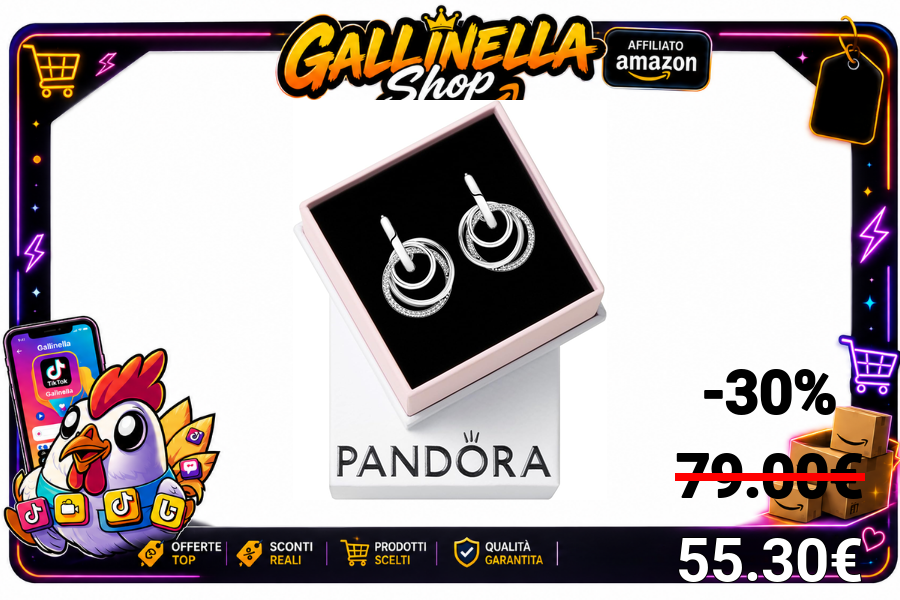 GALLINELLA
Shop
AFFILIATO
amazon
PANDORA
Gallinella
TikTok
Gallinella
-30%
79.00€
55.30€
OFFERTE
TOP
SCONTI
REALI
PRODOTTI
SCELTI
QUALITÀ
GARANTITA